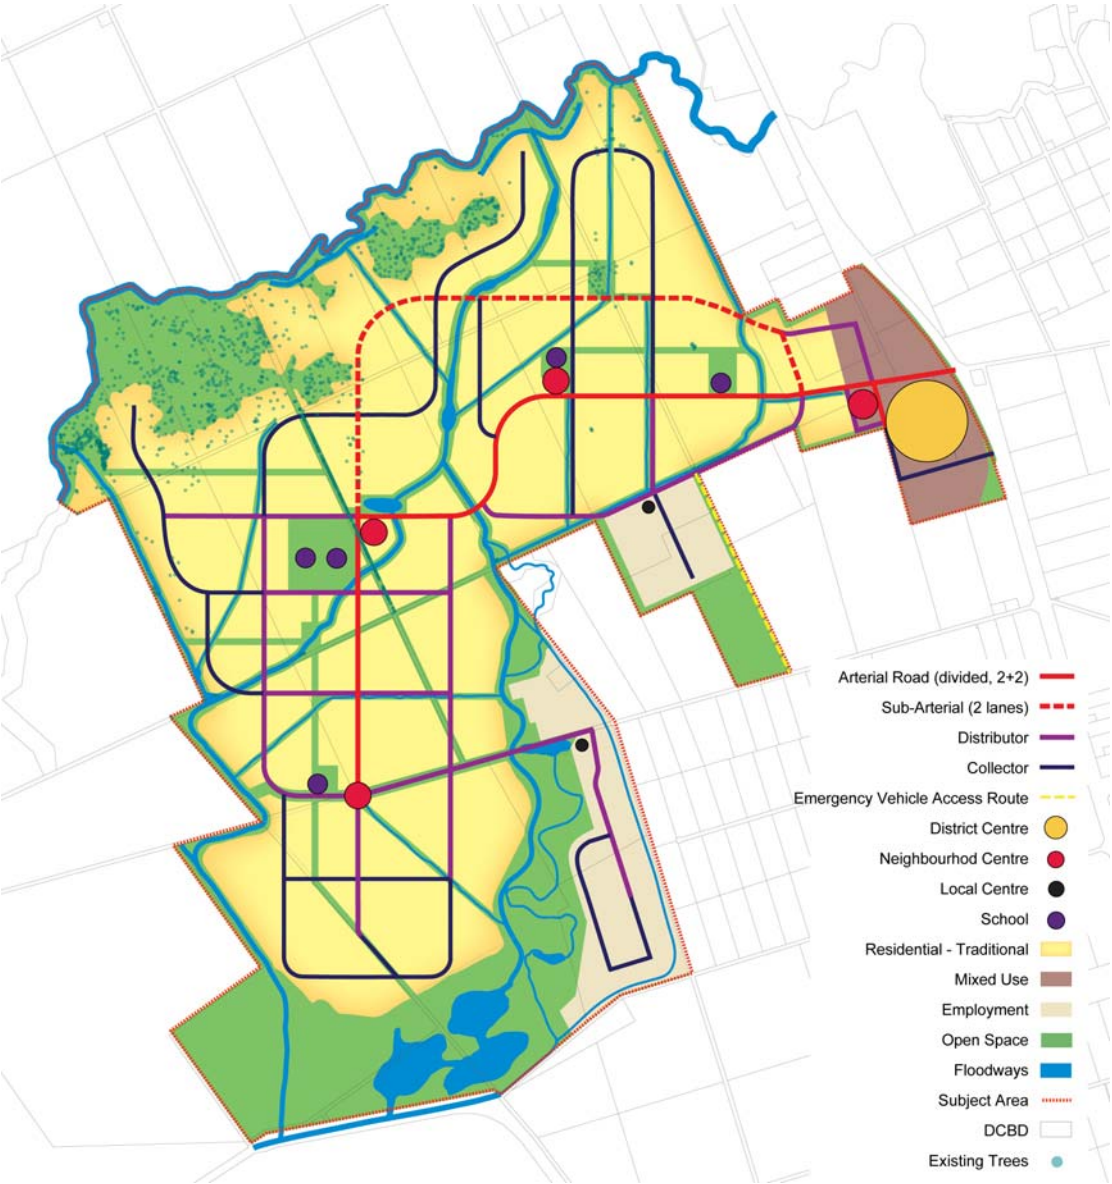 Arterial Road (divided, 2+2)
Sub-Arterial (2 lanes)
Distributor
Collector
Emergency Vehicle Access Route
District Centre
Neighbourhod Centre
Local Centre
School
Residential - Traditional
Mixed Use
Employment
Open Space
Floodways
Subject Area
DCBD
Existing Trees